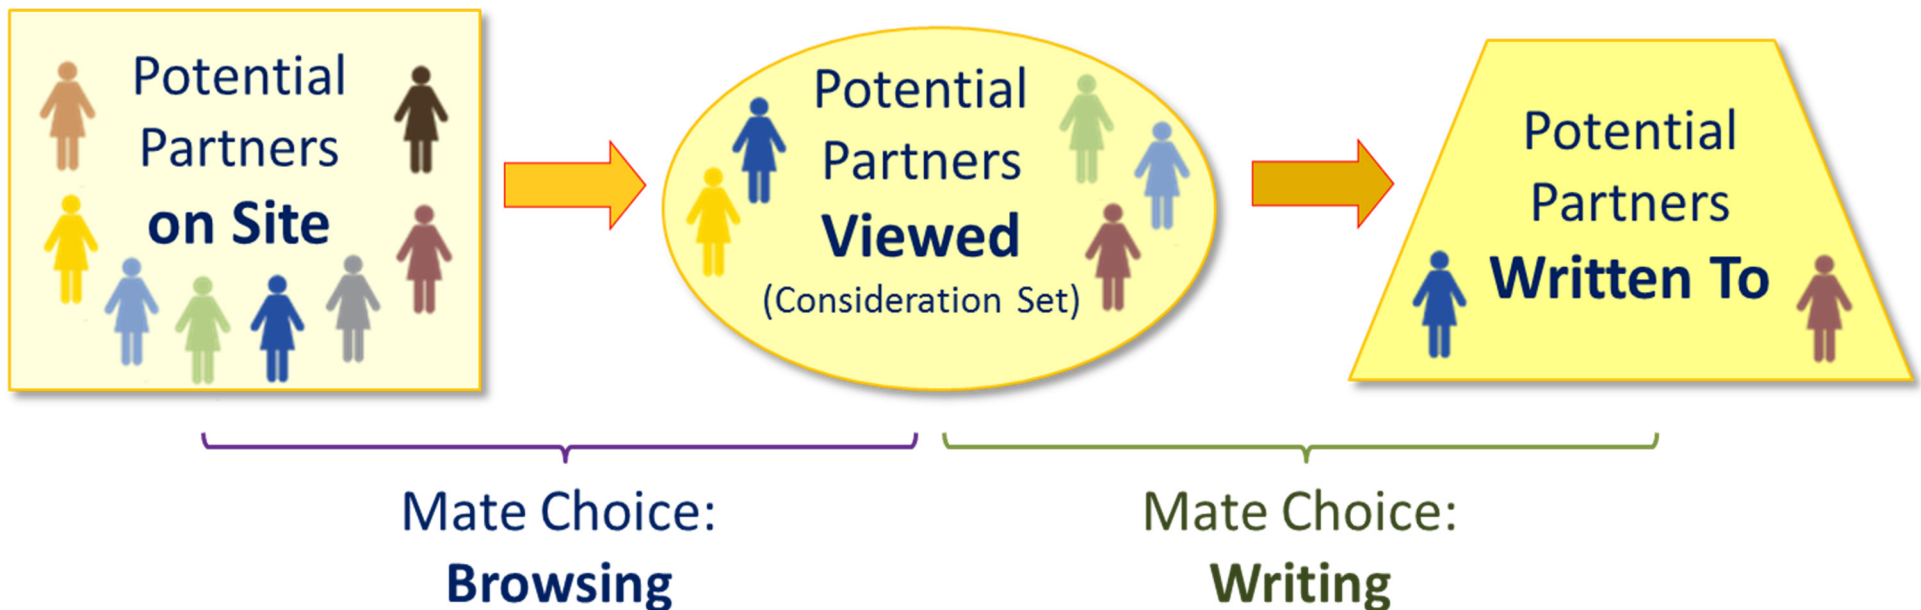 Potential
Partners
on Site
Potential
Partners
Viewed
(Consideration Set)
Potential
Partners
Written To
Mate Choice:
Browsing
Mate Choice:
Writing